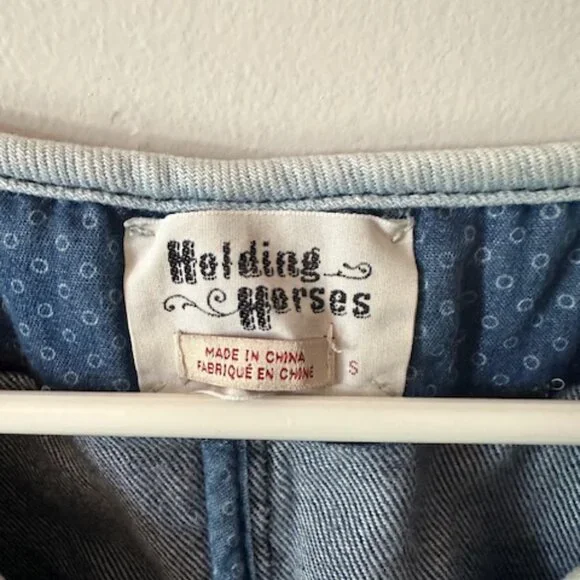 Holding
Horses
MADE IN CHINA
FABRIQUÉ EN CHINE
S